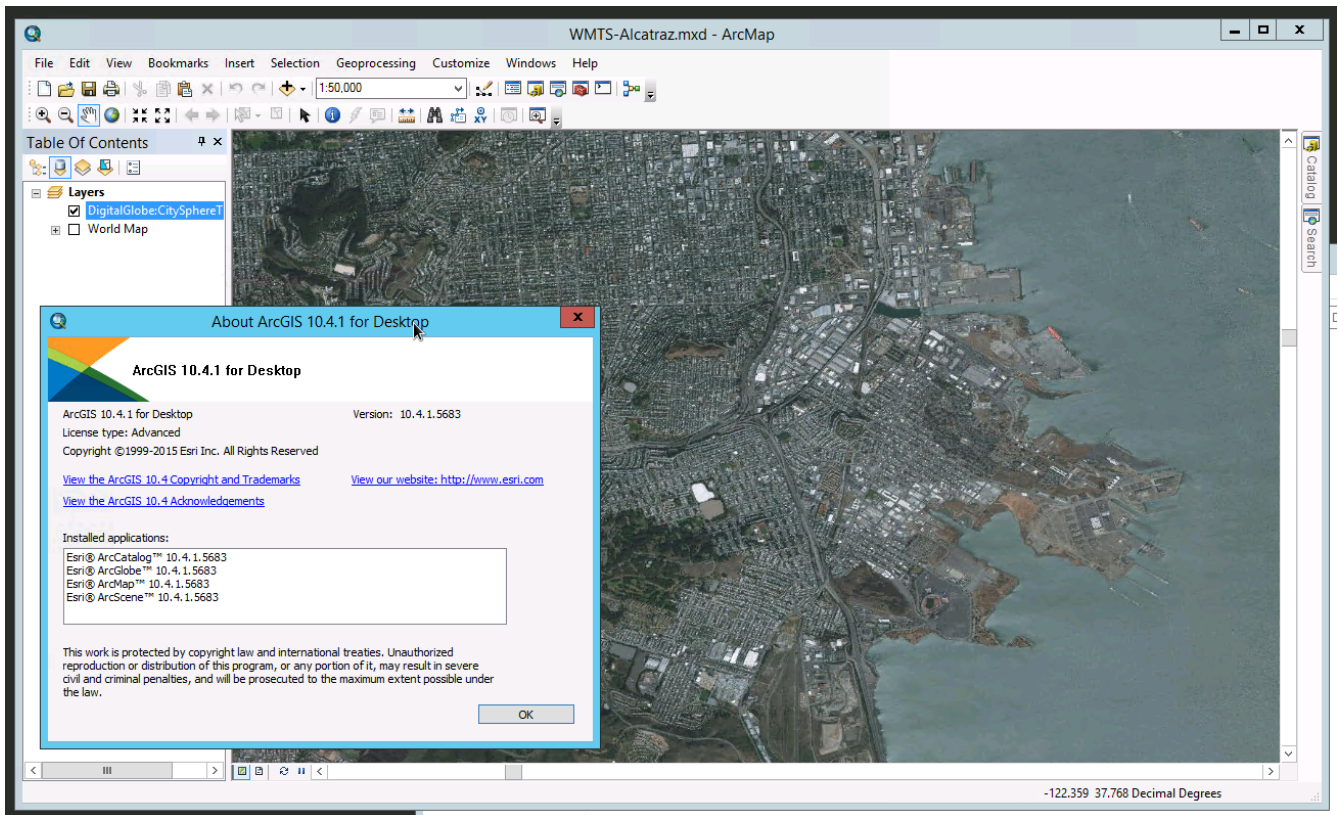 WMTS-Alcatraz.mxd - ArcMap
File Edit View Bookmarks Insert Selection Geoprocessing Customize Windows Help
1:50,000
Table Of Contents
Layers
DigitalGlobe:CitySphereT
World Map
Catalog
Search
About ArcGIS 10.4.1 for Desktop
ArcGIS 10.4.1 for Desktop
ArcGIS 10.4.1 for Desktop Version: 10.4.1.5683
License type: Advanced
Copyright ©1999-2015 Esri Inc. All Rights Reserved
View the ArcGIS 10.4 Copyright and Trademarks View our website: http://www.esri.com
View the ArcGIS 10.4 Acknowledgements
Installed applications:
Esri® ArcCatalog™ 10.4.1.5683
Esri® ArcGlobe™ 10.4.1.5683
Esri® ArcMap™ 10.4.1.5683
Esri® ArcScene™ 10.4.1.5683
This work is protected by copyright law and international treaties. Unauthorized
reproduction or distribution of this program, or any portion of it, may result in severe
civil and criminal penalties, and will be prosecuted to the maximum extent possible under
the law.
OK
-122.359 37.768 Decimal Degrees